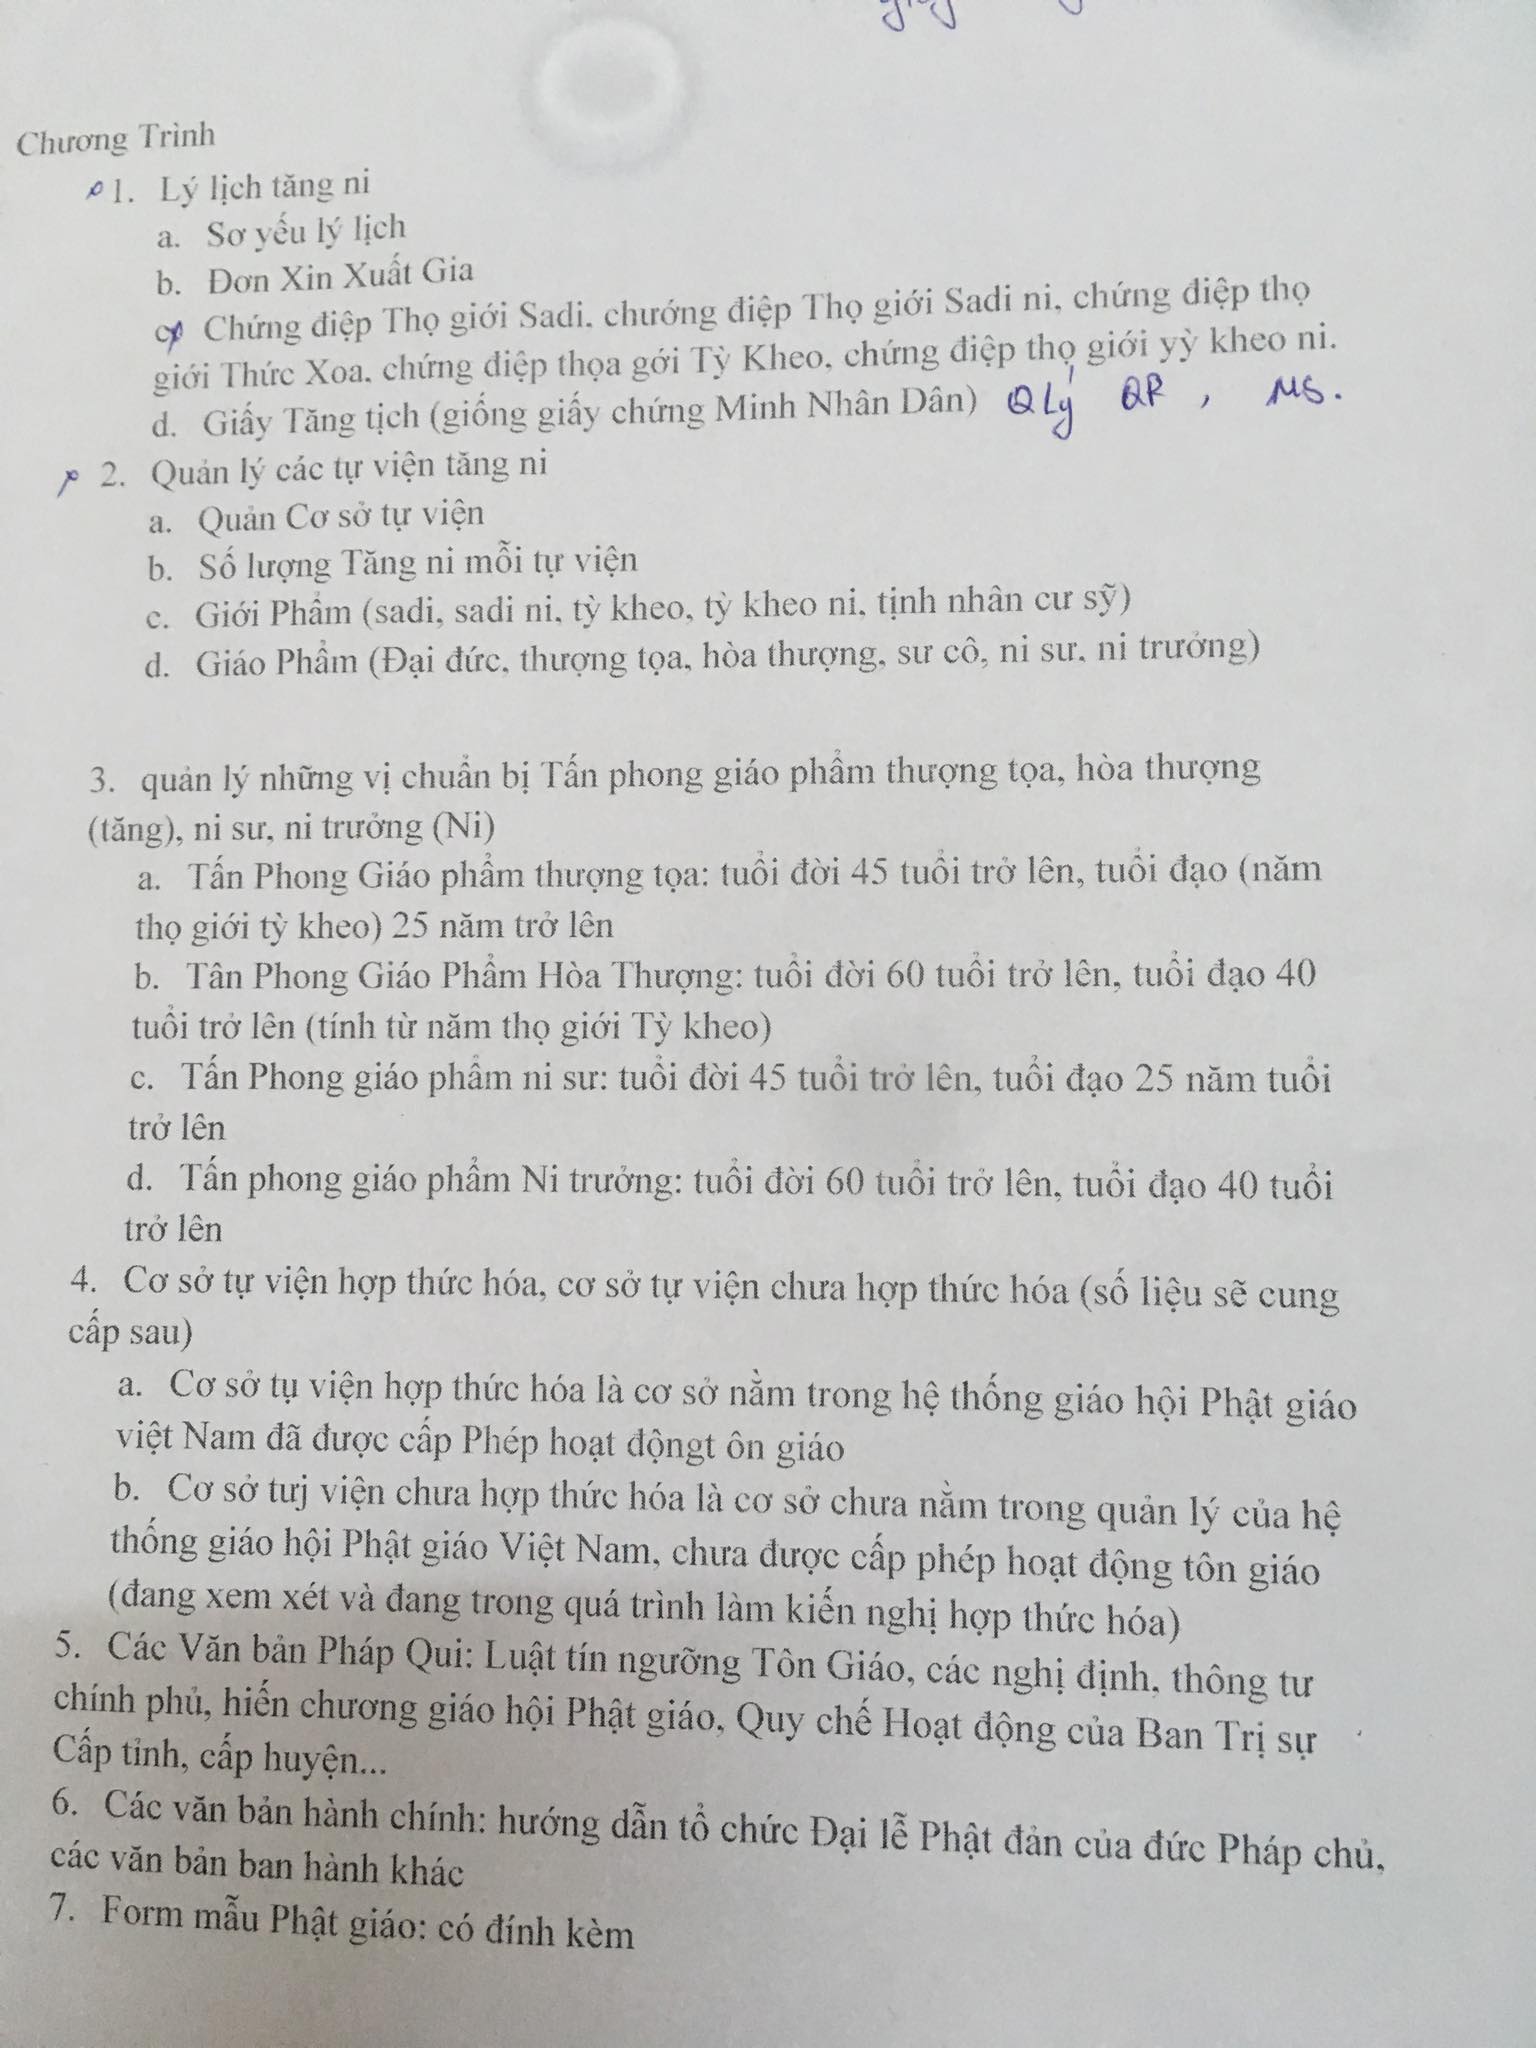 Chương Trình
1. Lý lịch tăng ni
a. Sơ yếu lý lịch
b. Đơn Xin Xuất Gia
c. Chứng điệp Thọ giới Sadi. chướng điệp Thọ giới Sadi ni, chứng điệp thọ
giới Thức Xoa. chứng điệp thọa gới Tỳ Kheo, chứng điệp thọ giới yỳ kheo ni.
d. Giấy Tăng tịch (giống giấy chứng Minh Nhân Dân) QLý QR , MS.
2. Quản lý các tự viện tăng ni
a. Quản Cơ sở tự viện
b. Số lượng Tăng ni mỗi tự viện
c. Giới Phẩm (sadi, sadi ni, tỳ kheo, tỳ kheo ni, tịnh nhân cư sỹ)
d. Giáo Phẩm (Đại đức, thượng tọa, hòa thượng, sư cô, ni sư, ni trưởng)
3. quản lý những vị chuẩn bị Tấn phong giáo phẩm thượng tọa, hòa thượng
(tăng), ni sư, ni trưởng (Ni)
a. Tấn Phong Giáo phẩm thượng tọa: tuổi đời 45 tuổi trở lên, tuổi đạo (năm
thọ giới tỳ kheo) 25 năm trở lên
b. Tân Phong Giáo Phẩm Hòa Thượng: tuổi đời 60 tuổi trở lên, tuổi đạo 40
tuổi trở lên (tính từ năm thọ giới Tỳ kheo)
c. Tấn Phong giáo phẩm ni sư: tuổi đời 45 tuổi trở lên, tuổi đạo 25 năm tuổi
trở lên
d. Tấn phong giáo phẩm Ni trưởng: tuổi đời 60 tuổi trở lên, tuổi đạo 40 tuổi
trở lên
4. Cơ sở tự viện hợp thức hóa, cơ sở tự viện chưa hợp thức hóa (số liệu sẽ cung
cấp sau)
a. Cơ sở tụ viện hợp thức hóa là cơ sở nằm trong hệ thống giáo hội Phật giáo
việt Nam đã được cấp Phép hoạt độngt ôn giáo
b. Cơ sở tưj viện chưa hợp thức hóa là cơ sở chưa nằm trong quản lý của hệ
thống giáo hội Phật giáo Việt Nam, chưa được cấp phép hoạt động tôn giáo
(đang xem xét và đang trong quá trình làm kiến nghị hợp thức hóa)
5. Các Văn bản Pháp Qui: Luật tín ngưỡng Tôn Giáo, các nghị định, thông tư
chính phủ, hiến chương giáo hội Phật giáo, Quy chế Hoạt động của Ban Trị sự
Cấp tỉnh, cấp huyện...
6. Các văn bản hành chính: hướng dẫn tổ chức Đại lễ Phật đản của đức Pháp chủ,
các văn bản ban hành khác
7. Form mẫu Phật giáo: có đính kèm